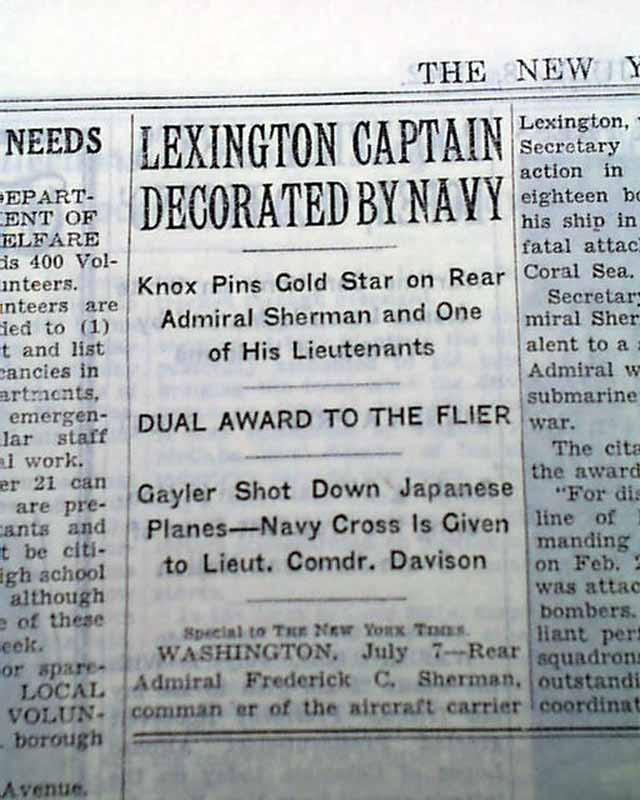 THE NEW Y
NEEDS
DEPART-
ENT OF
ELFARE
ds 400 Vol-
unteers.
unteers are
ded to (1)
t and list
cancies in
artments,
emergen-
lar staff
al work.
er 21 can
are pre-
tants and
t be citi-
igh school
although
e of these
eek.
or spare-
LOCAL
VOLUN-
borough
Avenue.
LEXINGTON CAPTAIN
DECORATED BY NAVY
Knox Pins Gold Star on Rear
Admiral Sherman and One
of His Lieutenants
DUAL AWARD TO THE FLIER
Gayler Shot Down Japanese
Planes—Navy Cross Is Given
to Lieut. Comdr. Davison
Special to THE NEW YORK TIMES.
WASHINGTON, July 7—Rear
Admiral Frederick C. Sherman,
comman er of the aircraft carrier
Lexington,
Secretary
action in
eighteen bo
his ship in
fatal attac
Coral Sea.
Secretary
miral Sher
alent to a
Admiral w
submarine
war.
The cita
the award
"For dis
line of
manding
on Feb. 2
was attac
bombers.
liant per
squadrons
outstandi
coordinat